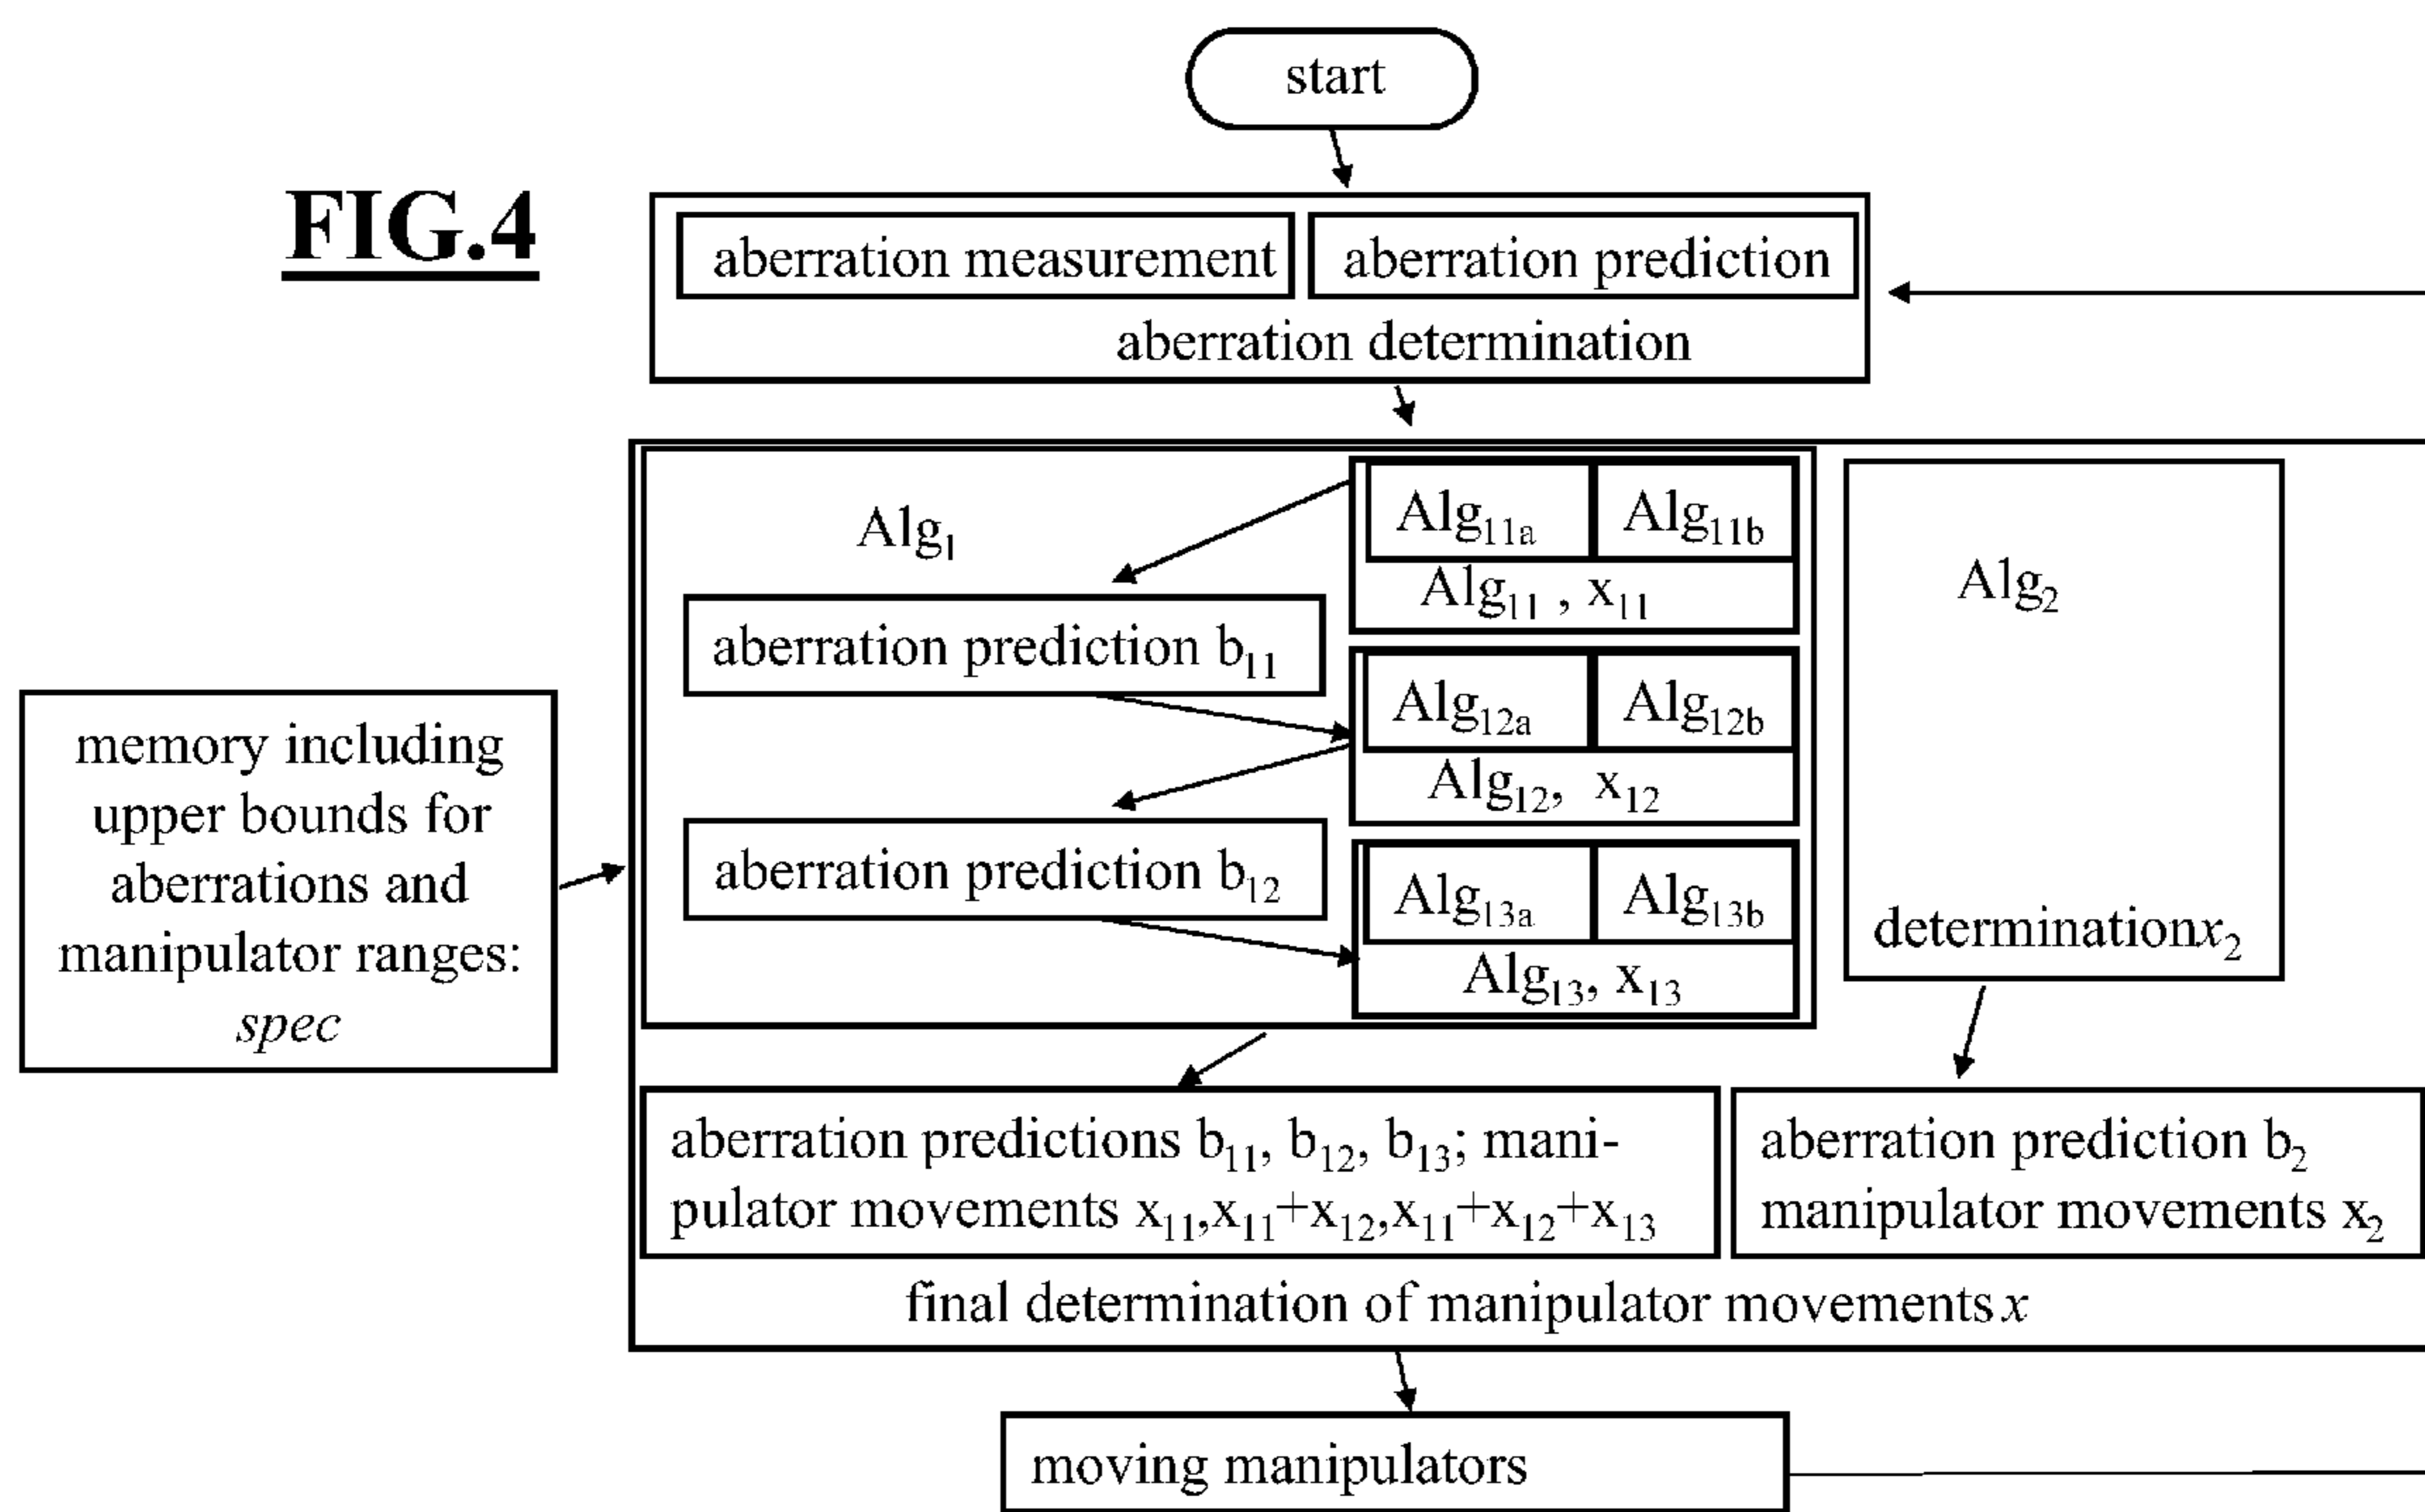 start
FIG.4
aberration measurement
aberration prediction
aberration determination
Alg₁
Alg₁₁ₐ
Alg₁₁b
Alg₁₁ , x₁₁
aberration prediction b₁₁
Alg₁₂ₐ
Alg₁₂b
Alg₁₂, x₁₂
aberration prediction b₁₂
Alg₁₃ₐ
Alg₁₃b
Alg₁₃, x₁₃
Alg₂
determinationx₂
memory including
upper bounds for
aberrations and
manipulator ranges:
spec
aberration predictions b₁₁, b₁₂, b₁₃; mani-
pulator movements x₁₁,x₁₁+x₁₂,x₁₁+x₁₂+x₁₃
aberration prediction b₂
manipulator movements x₂
final determination of manipulator movements x
moving manipulators